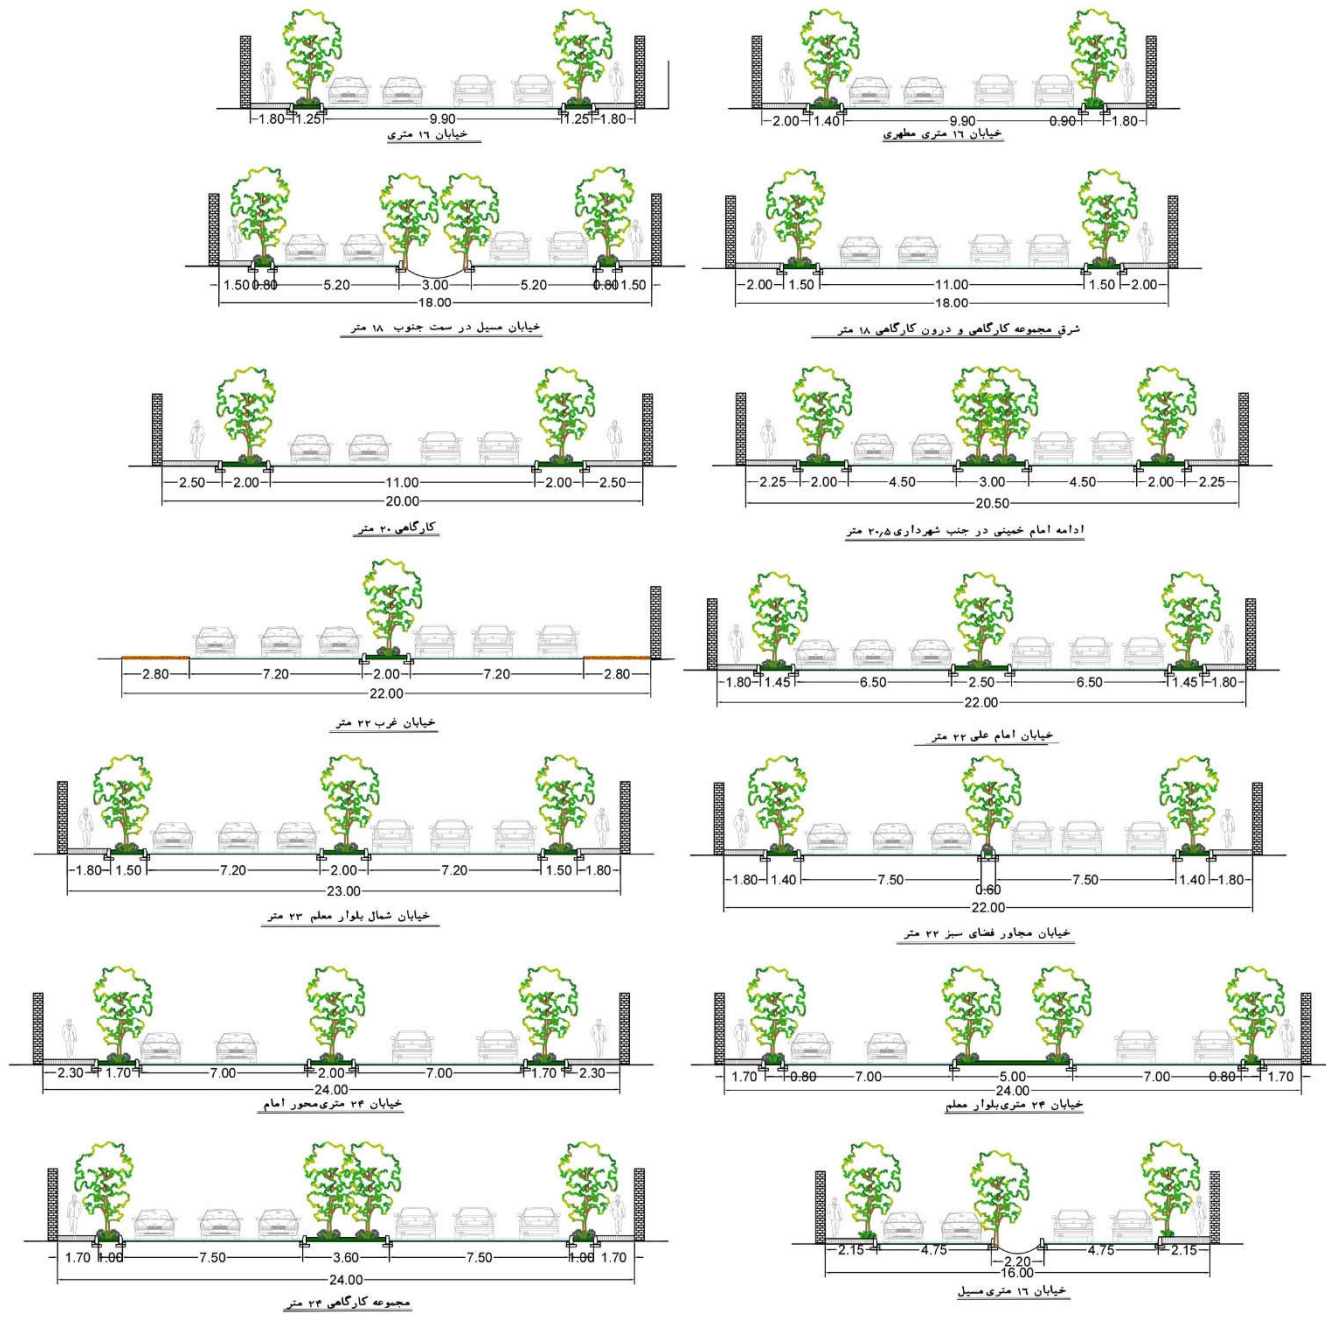 1.80 1.25 9.90 1.25 1.80
خیابان ۱٦ متری
2.00 1.40 9.90 0.90 1.80
خیابان ۱٦ متری مطهری
1.50 0.80 5.20 3.00 5.20 0.80 1.50
18.00
خیابان مسیل در سمت جنوب ۱۸ متر
2.00 1.50 11.00 1.50 2.00
18.00
شرق مجموعه کارگاهی و درون کارگاهی ۱۸ متر
2.50 2.00 11.00 2.00 2.50
20.00
کارگاهی ۲۰ متر
2.25 2.00 4.50 3.00 4.50 2.00 2.25
20.50
ادامه امام خمینی در جنب شهرداری ۲۰٫۵ متر
2.80 7.20 2.00 7.20 2.80
22.00
خیابان غرب ۲۲ متر
1.80 1.45 6.50 2.50 6.50 1.45 1.80
22.00
خیابان امام علی ۲۲ متر
1.80 1.50 7.20 2.00 7.20 1.50 1.80
23.00
خیابان شمال بلوار معلم ۲۳ متر
1.80 1.40 7.50 0.60 7.50 1.40 1.80
22.00
خیابان مجاور فضای سبز ۲۲ متر
2.30 1.70 7.00 2.00 7.00 1.70 2.30
24.00
خیابان ۲۴ متری محور امام
1.70 0.80 7.00 5.00 7.00 0.80 1.70
24.00
خیابان ۲۴ متری بلوار معلم
1.70 1.00 7.50 3.60 7.50 1.00 1.70
24.00
مجموعه کارگاهی ۲۴ متر
2.15 4.75 2.20 4.75 2.15
16.00
خیابان ۱٦ متری مسیل